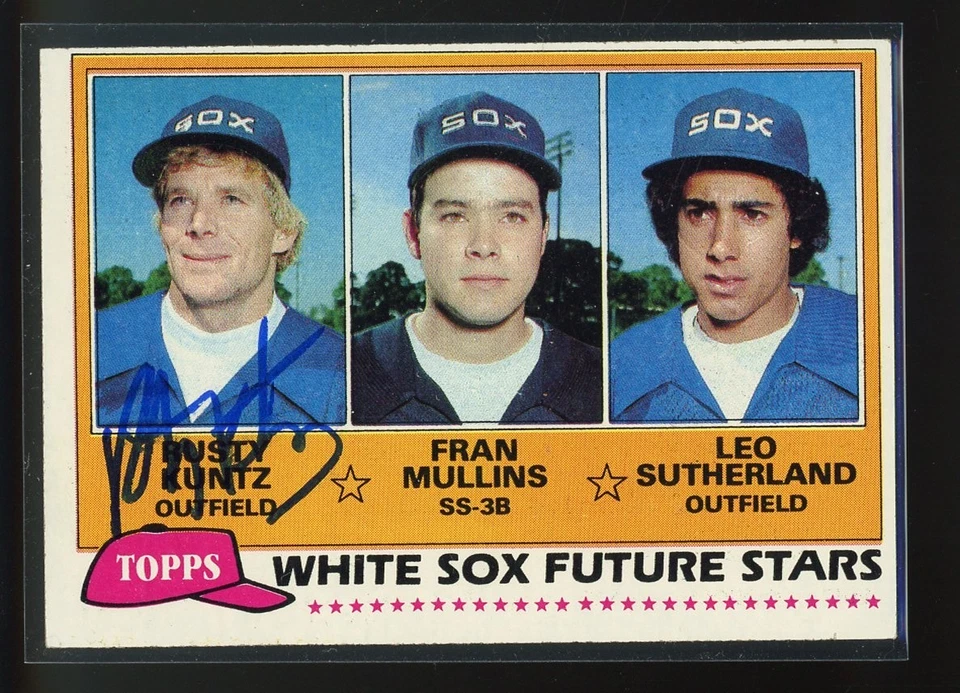 SOX
SOX
SOX
RUSTY
KUNTZ
OUTFIELD
FRAN
MULLINS
SS-3B
LEO
SUTHERLAND
OUTFIELD
TOPPS
WHITE SOX FUTURE STARS